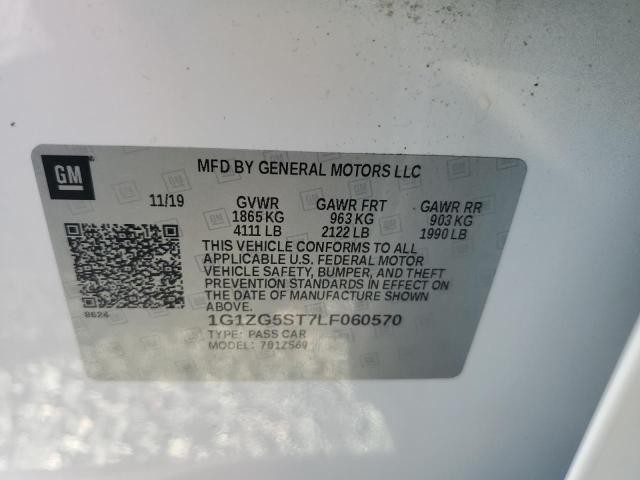 GM
MFD BY GENERAL MOTORS LLC
11/19 GVWR GAWR FRT GAWR RR
1865 KG 963 KG 903 KG
4111 LB 2122 LB 1990 LB
THIS VEHICLE CONFORMS TO ALL
APPLICABLE U.S. FEDERAL MOTOR
VEHICLE SAFETY, BUMPER, AND THEFT
PREVENTION STANDARDS IN EFFECT ON
THE DATE OF MANUFACTURE SHOWN
9624
1G1ZG5ST7LF060570
TYPE: PASS CAR
MODEL: